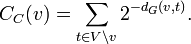 C_C(v) = \sum_{t \in V \setminus v} 2^{-d_G(v,t)}.